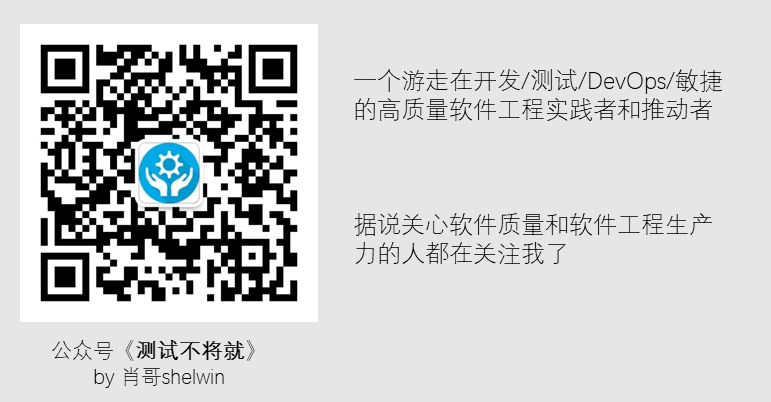 一个游走在开发/测试/DevOps/敏捷
的高质量软件工程实践者和推动者
据说关心软件质量和软件工程生产
力的人都在关注我了
公众号《测试不将就》
by 肖哥shelwin